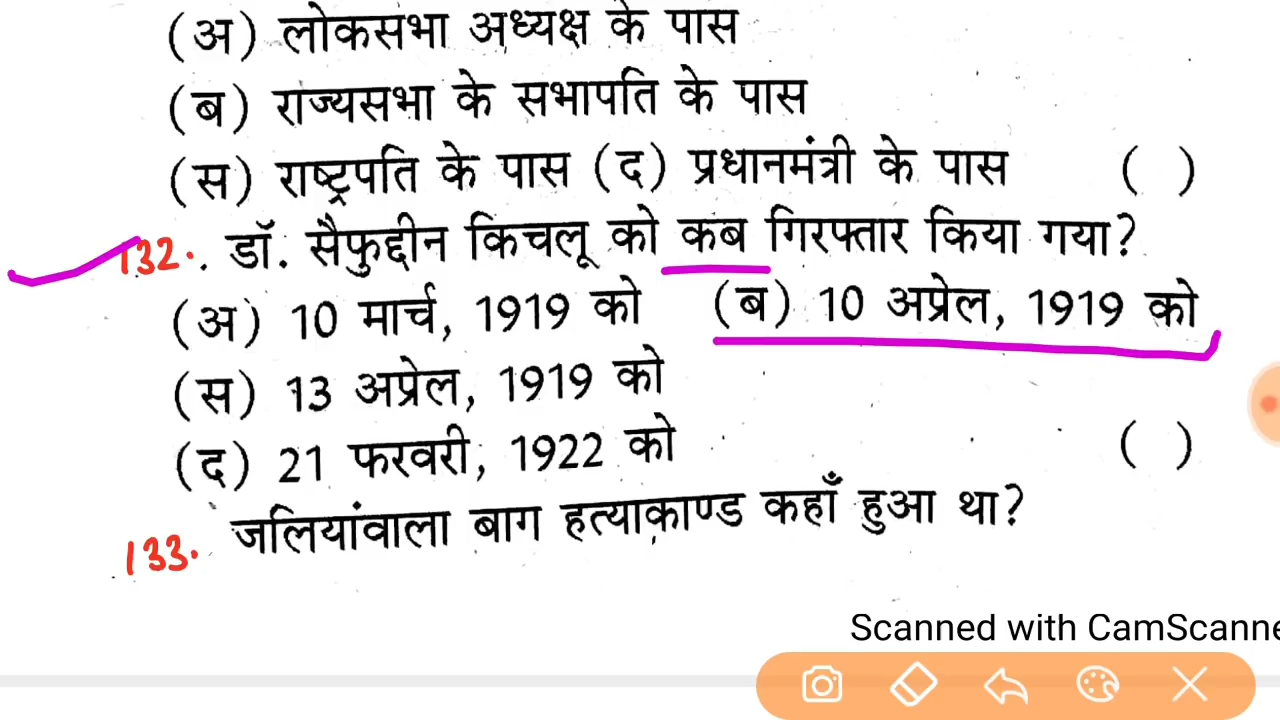 (अ) लोकसभा अध्यक्ष के पास
(ब) राज्यसभा के सभापति के पास
(स) राष्ट्रपति के पास (द) प्रधानमंत्री के पास ( )
132. . डॉ. सैफुद्दीन किचलू को कब गिरफ्तार किया गया?
(अ) 10 मार्च, 1919 को (ब) 10 अप्रेल, 1919 को
(स) 13 अप्रेल, 1919 को
(द) 21 फरवरी, 1922 को ( )
133. जलियांवाला बाग हत्याकाण्ड कहाँ हुआ था?
Scanned with CamScanne